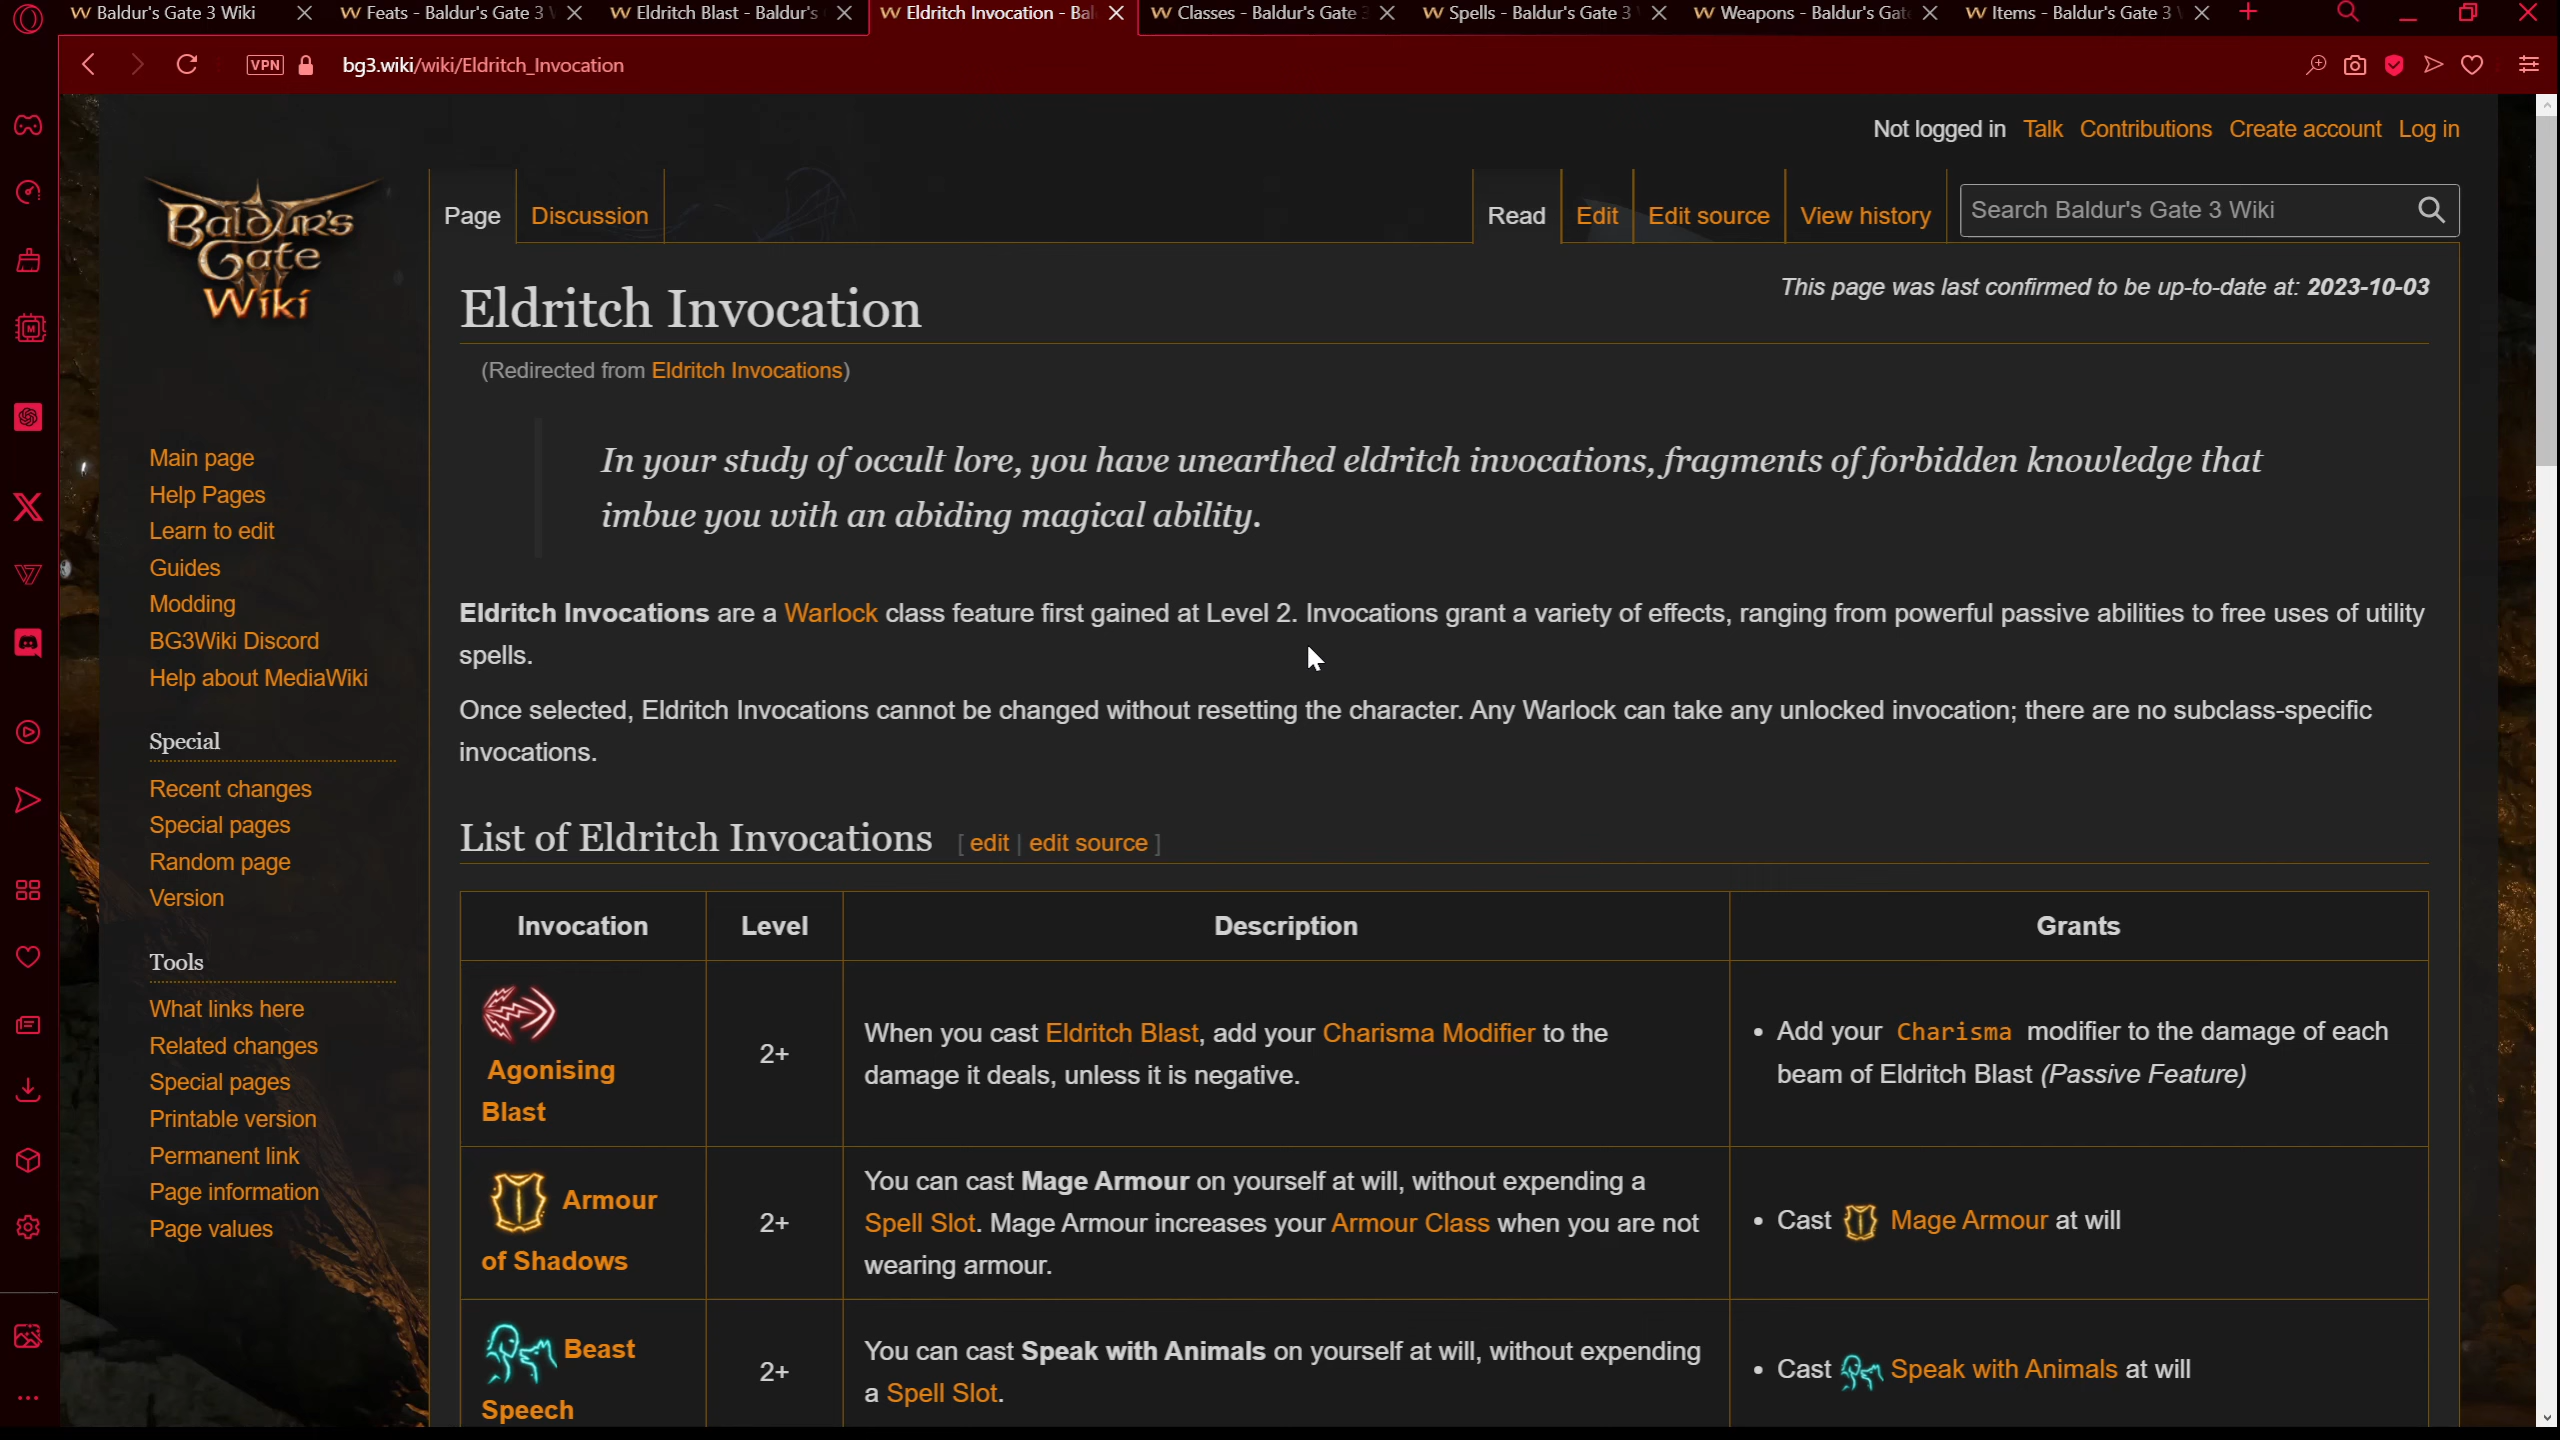 Baldur's Gate 3 Wiki
Feats - Baldur's Gate 3
Eldritch Blast - Baldur's
Eldritch Invocation - Bal
Classes - Baldur's Gate 3
Spells - Baldur's Gate 3
Weapons - Baldur's Gat
Items - Baldur's Gate 3
VPN
bg3.wiki/wiki/Eldritch_Invocation
Not logged in Talk Contributions Create account Log in
Baldur's
Gate
Wiki
Page Discussion Read Edit Edit source View history Search Baldur's Gate 3 Wiki
This page was last confirmed to be up-to-date at: 2023-10-03
Eldritch Invocation
(Redirected from Eldritch Invocations)
In your study of occult lore, you have unearthed eldritch invocations, fragments of forbidden knowledge that
imbue you with an abiding magical ability.
Main page
Help Pages
Learn to edit
Guides
Modding
BG3Wiki Discord
Help about MediaWiki
Special
Recent changes
Special pages
Random page
Version
Tools
What links here
Related changes
Special pages
Printable version
Permanent link
Page information
Page values
Eldritch Invocations are a Warlock class feature first gained at Level 2. Invocations grant a variety of effects, ranging from powerful passive abilities to free uses of utility
spells.
Once selected, Eldritch Invocations cannot be changed without resetting the character. Any Warlock can take any unlocked invocation; there are no subclass-specific
invocations.
List of Eldritch Invocations [ edit | edit source ]
Invocation Level Description Grants
Agonising
Blast
2+
When you cast Eldritch Blast, add your Charisma Modifier to the
damage it deals, unless it is negative.
• Add your Charisma modifier to the damage of each
beam of Eldritch Blast (Passive Feature)
Armour
of Shadows
2+
You can cast Mage Armour on yourself at will, without expending a
Spell Slot. Mage Armour increases your Armour Class when you are not
wearing armour.
• Cast Mage Armour at will
Beast
Speech
2+
You can cast Speak with Animals on yourself at will, without expending
a Spell Slot.
• Cast Speak with Animals at will